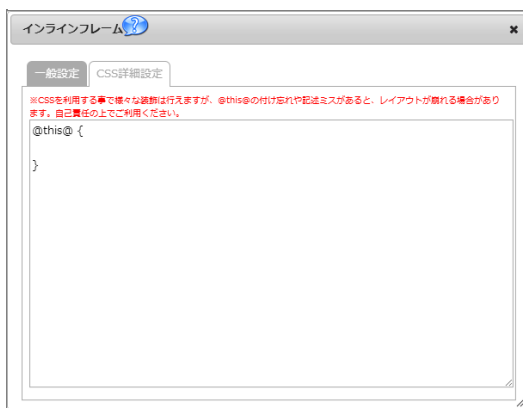 インラインフレーム
一般設定 CSS詳細設定
※CSSを利用する事で様々な装飾は行えますが、@this@の付け忘れや記述ミスがあると、レイアウトが崩れる場合があり
ます。自己責任の上でご利用ください。
@this@ {
}